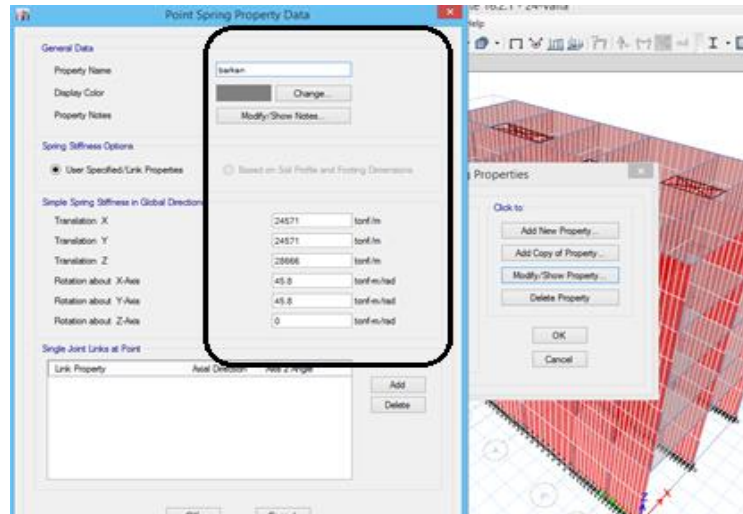 Point Spring Property Data
General Data
Property Name
barkan
Display Color
Change...
Property Notes
Modify/Show Notes...
Spring Stiffness Options
User Specified/Link Properties
Based on Soil Profile and Footing Dimensions
Simple Spring Stiffness in Global Directions
Translation X 24571 tonf/m
Translation Y 24571 tonf/m
Translation Z 28666 tonf/m
Rotation about X-Axis 45.8 tonf-m/rad
Rotation about Y-Axis 45.8 tonf-m/rad
Rotation about Z-Axis 0 tonf-m/rad
Single Joint Links at Point
Link Property Axial Direction Axis 2 Angle
Add
Delete
Help
Properties
Click to:
Add New Property...
Add Copy of Property...
Modify/Show Property...
Delete Property
OK
Cancel